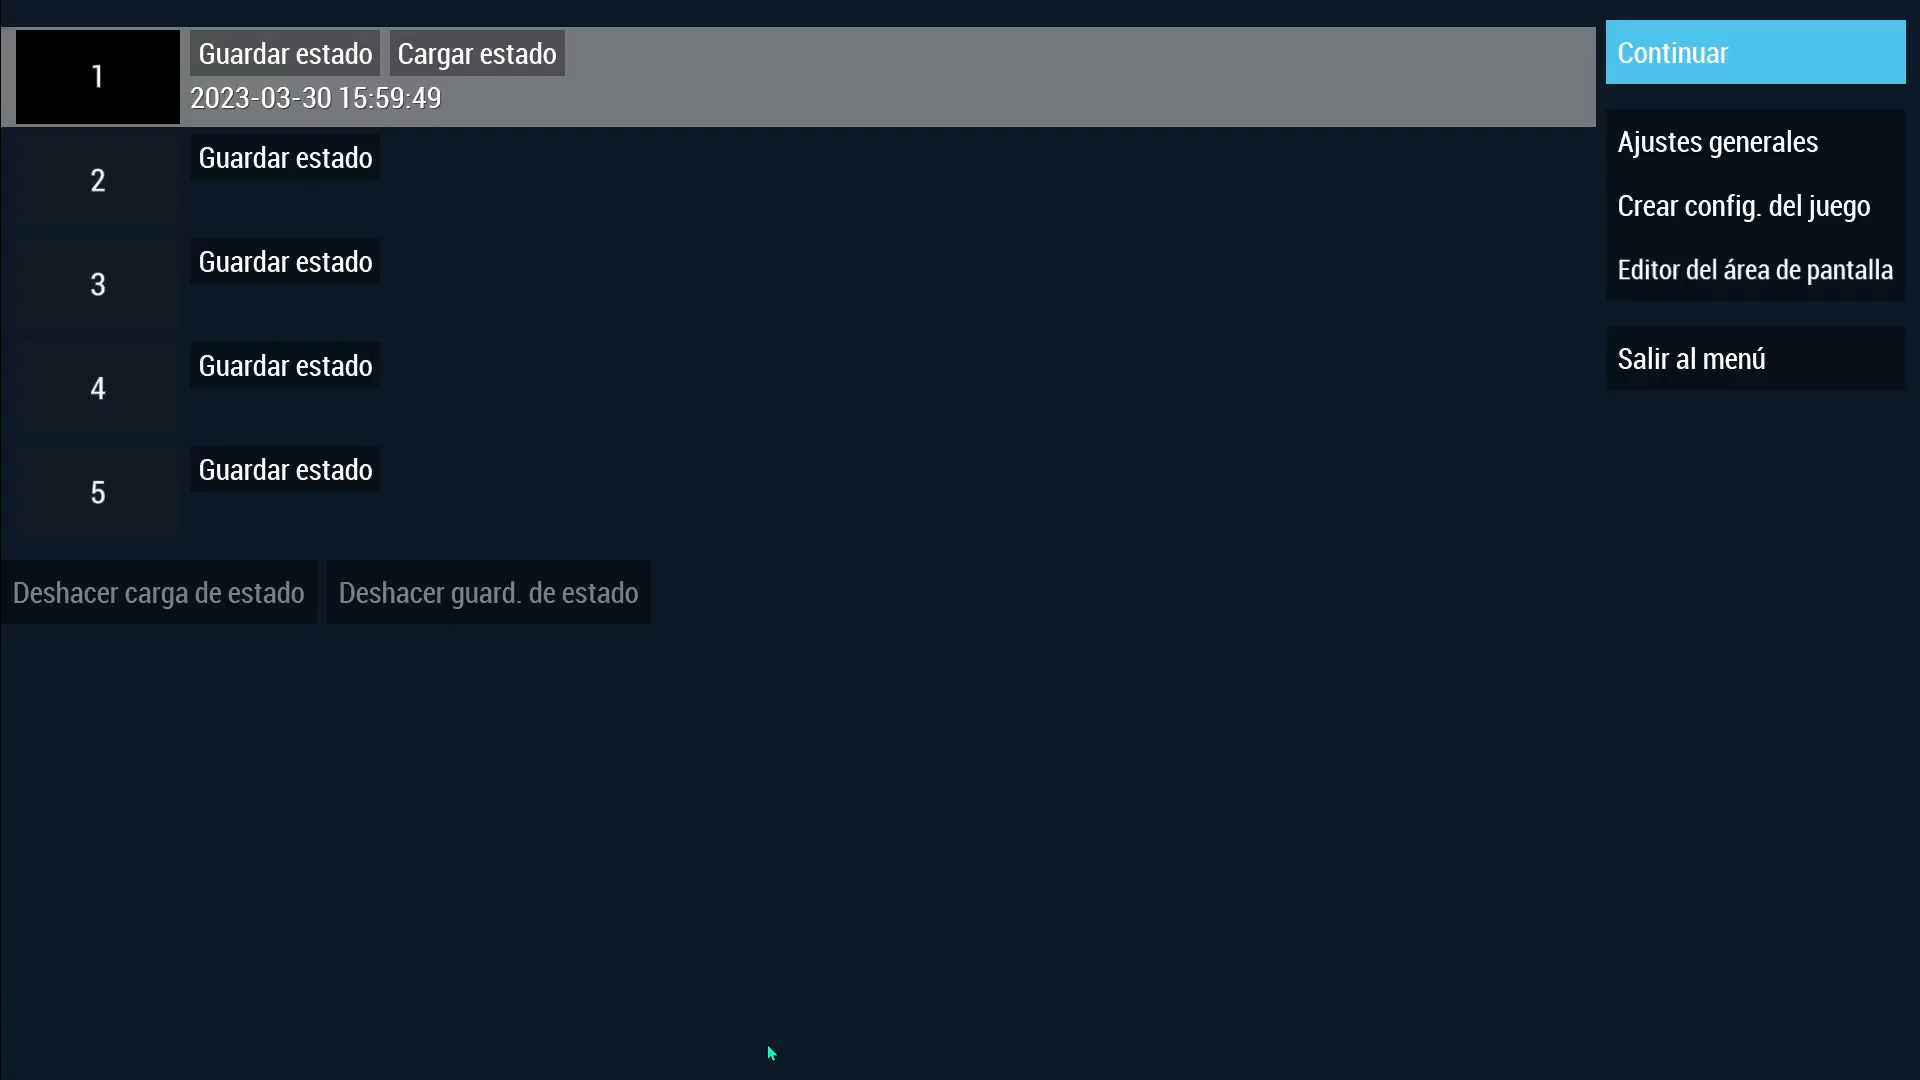 1
Guardar estado
Cargar estado
2023-03-30 15:59:49
2
Guardar estado
3
Guardar estado
4
Guardar estado
5
Guardar estado
Deshacer carga de estado
Deshacer guard. de estado
Continuar
Ajustes generales
Crear config. del juego
Editor del área de pantalla
Salir al menú